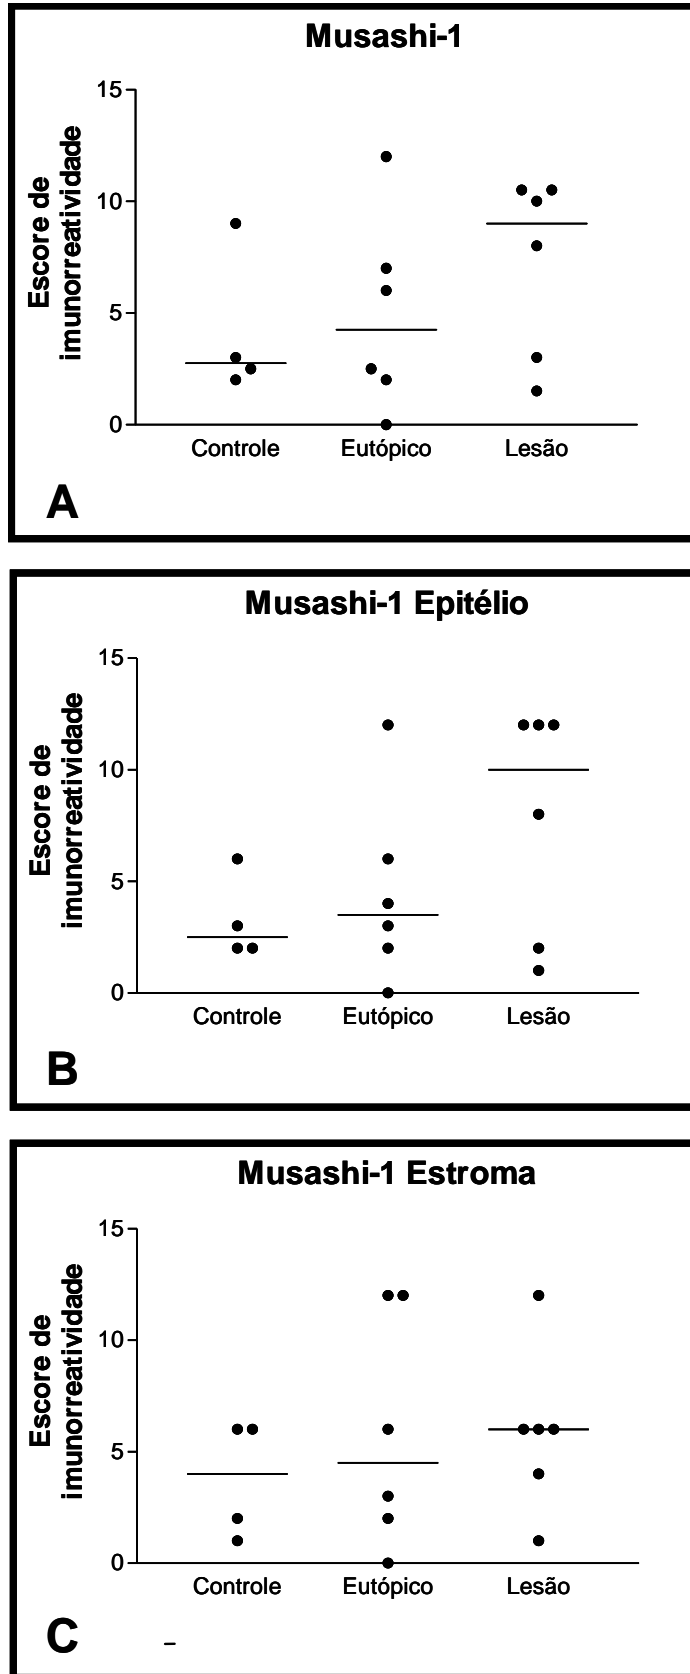 Musashi-1
15
10
5
0
Escore de
imunorreatividade
Controle Eutópico Lesão
A
Musashi-1 Epitélio
15
10
5
0
Escore de
imunorreatividade
Controle Eutópico Lesão
B
Musashi-1 Estroma
15
10
5
0
Escore de
imunorreatividade
Controle Eutópico Lesão
C